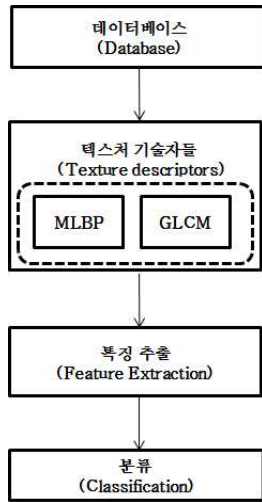 데이터베이스
(Database)
텍스처 기술자들
(Texture descriptors)
MLBP GLCM
특징 추출
(Feature Extraction)
분류
(Classification)